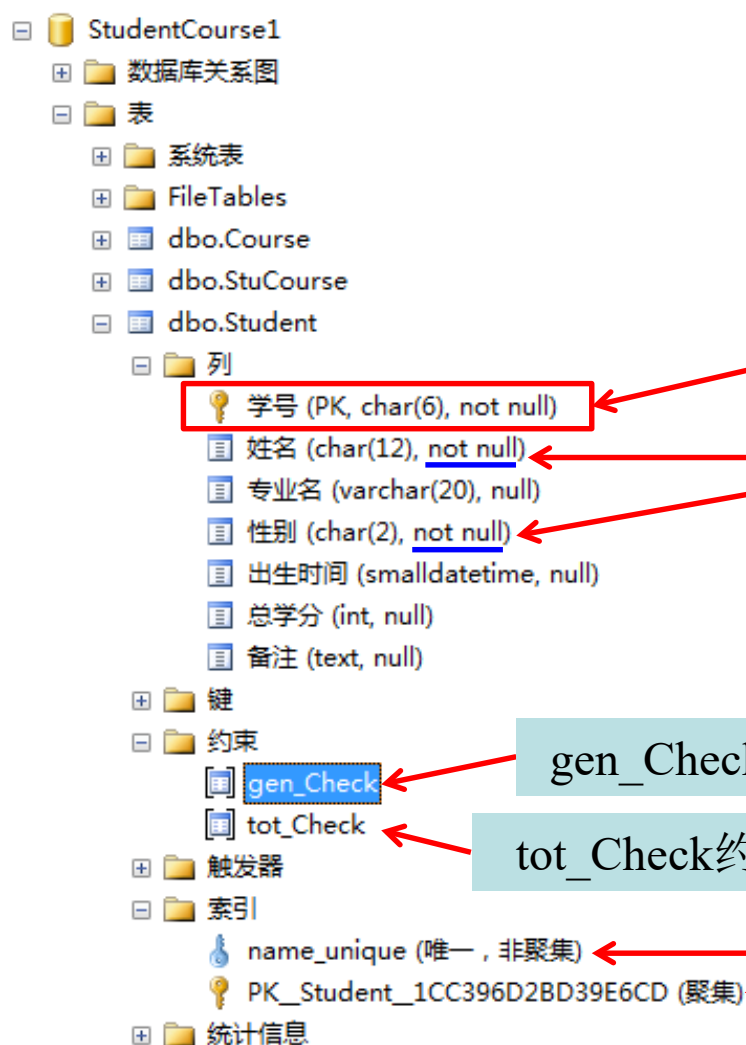 StudentCourse1
数据库关系图
表
系统表
FileTables
dbo.Course
dbo.StuCourse
dbo.Student
列
学号 (PK, char(6), not null)
姓名 (char(12), not null)
专业名 (varchar(20), null)
性别 (char(2), not null)
出生时间 (smalldatetime, null)
总学分 (int, null)
备注 (text, null)
键
约束
gen_Check
gen_Check
tot_Check
tot_Check约
触发器
索引
name_unique (唯一，非聚集)
PK__Student__1CC396D2BD39E6CD (聚集)
统计信息